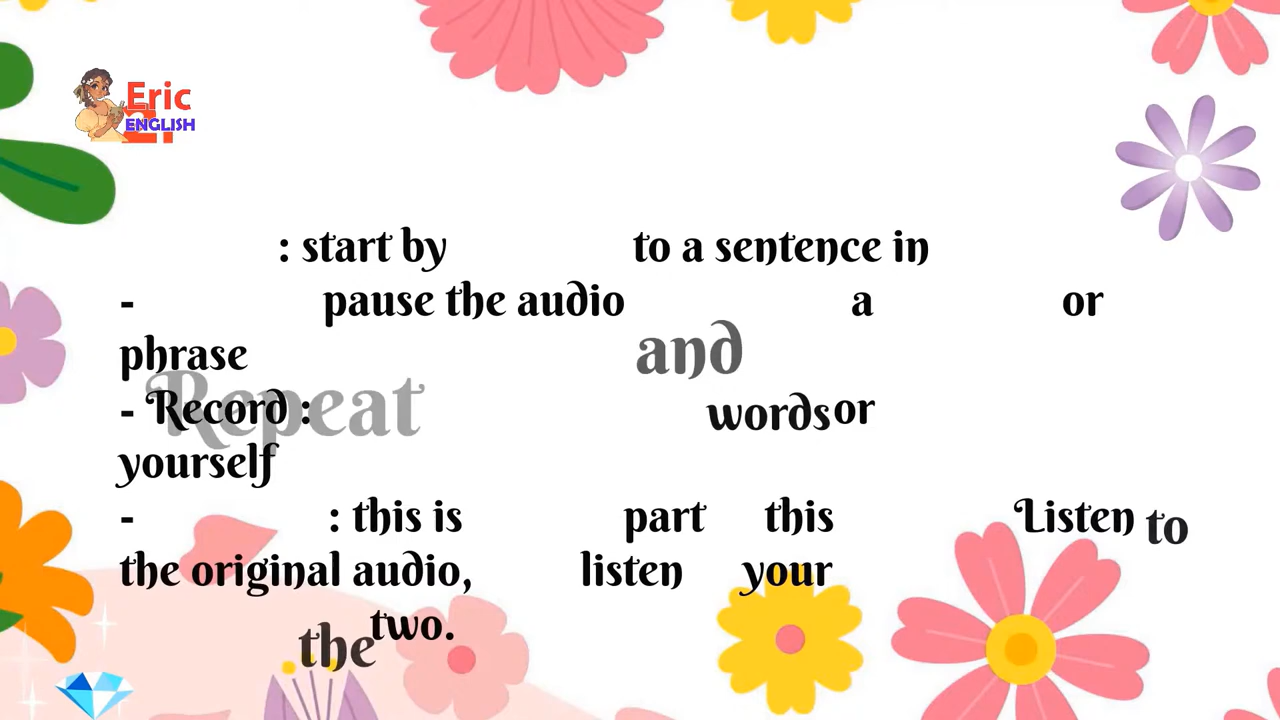 Eric
ENGLISH
: start by to a sentence in
- pause the audio a or
phrase and
- Record : Repeat words or
yourself
- : this is part this Listen to
the original audio, listen your
the two.